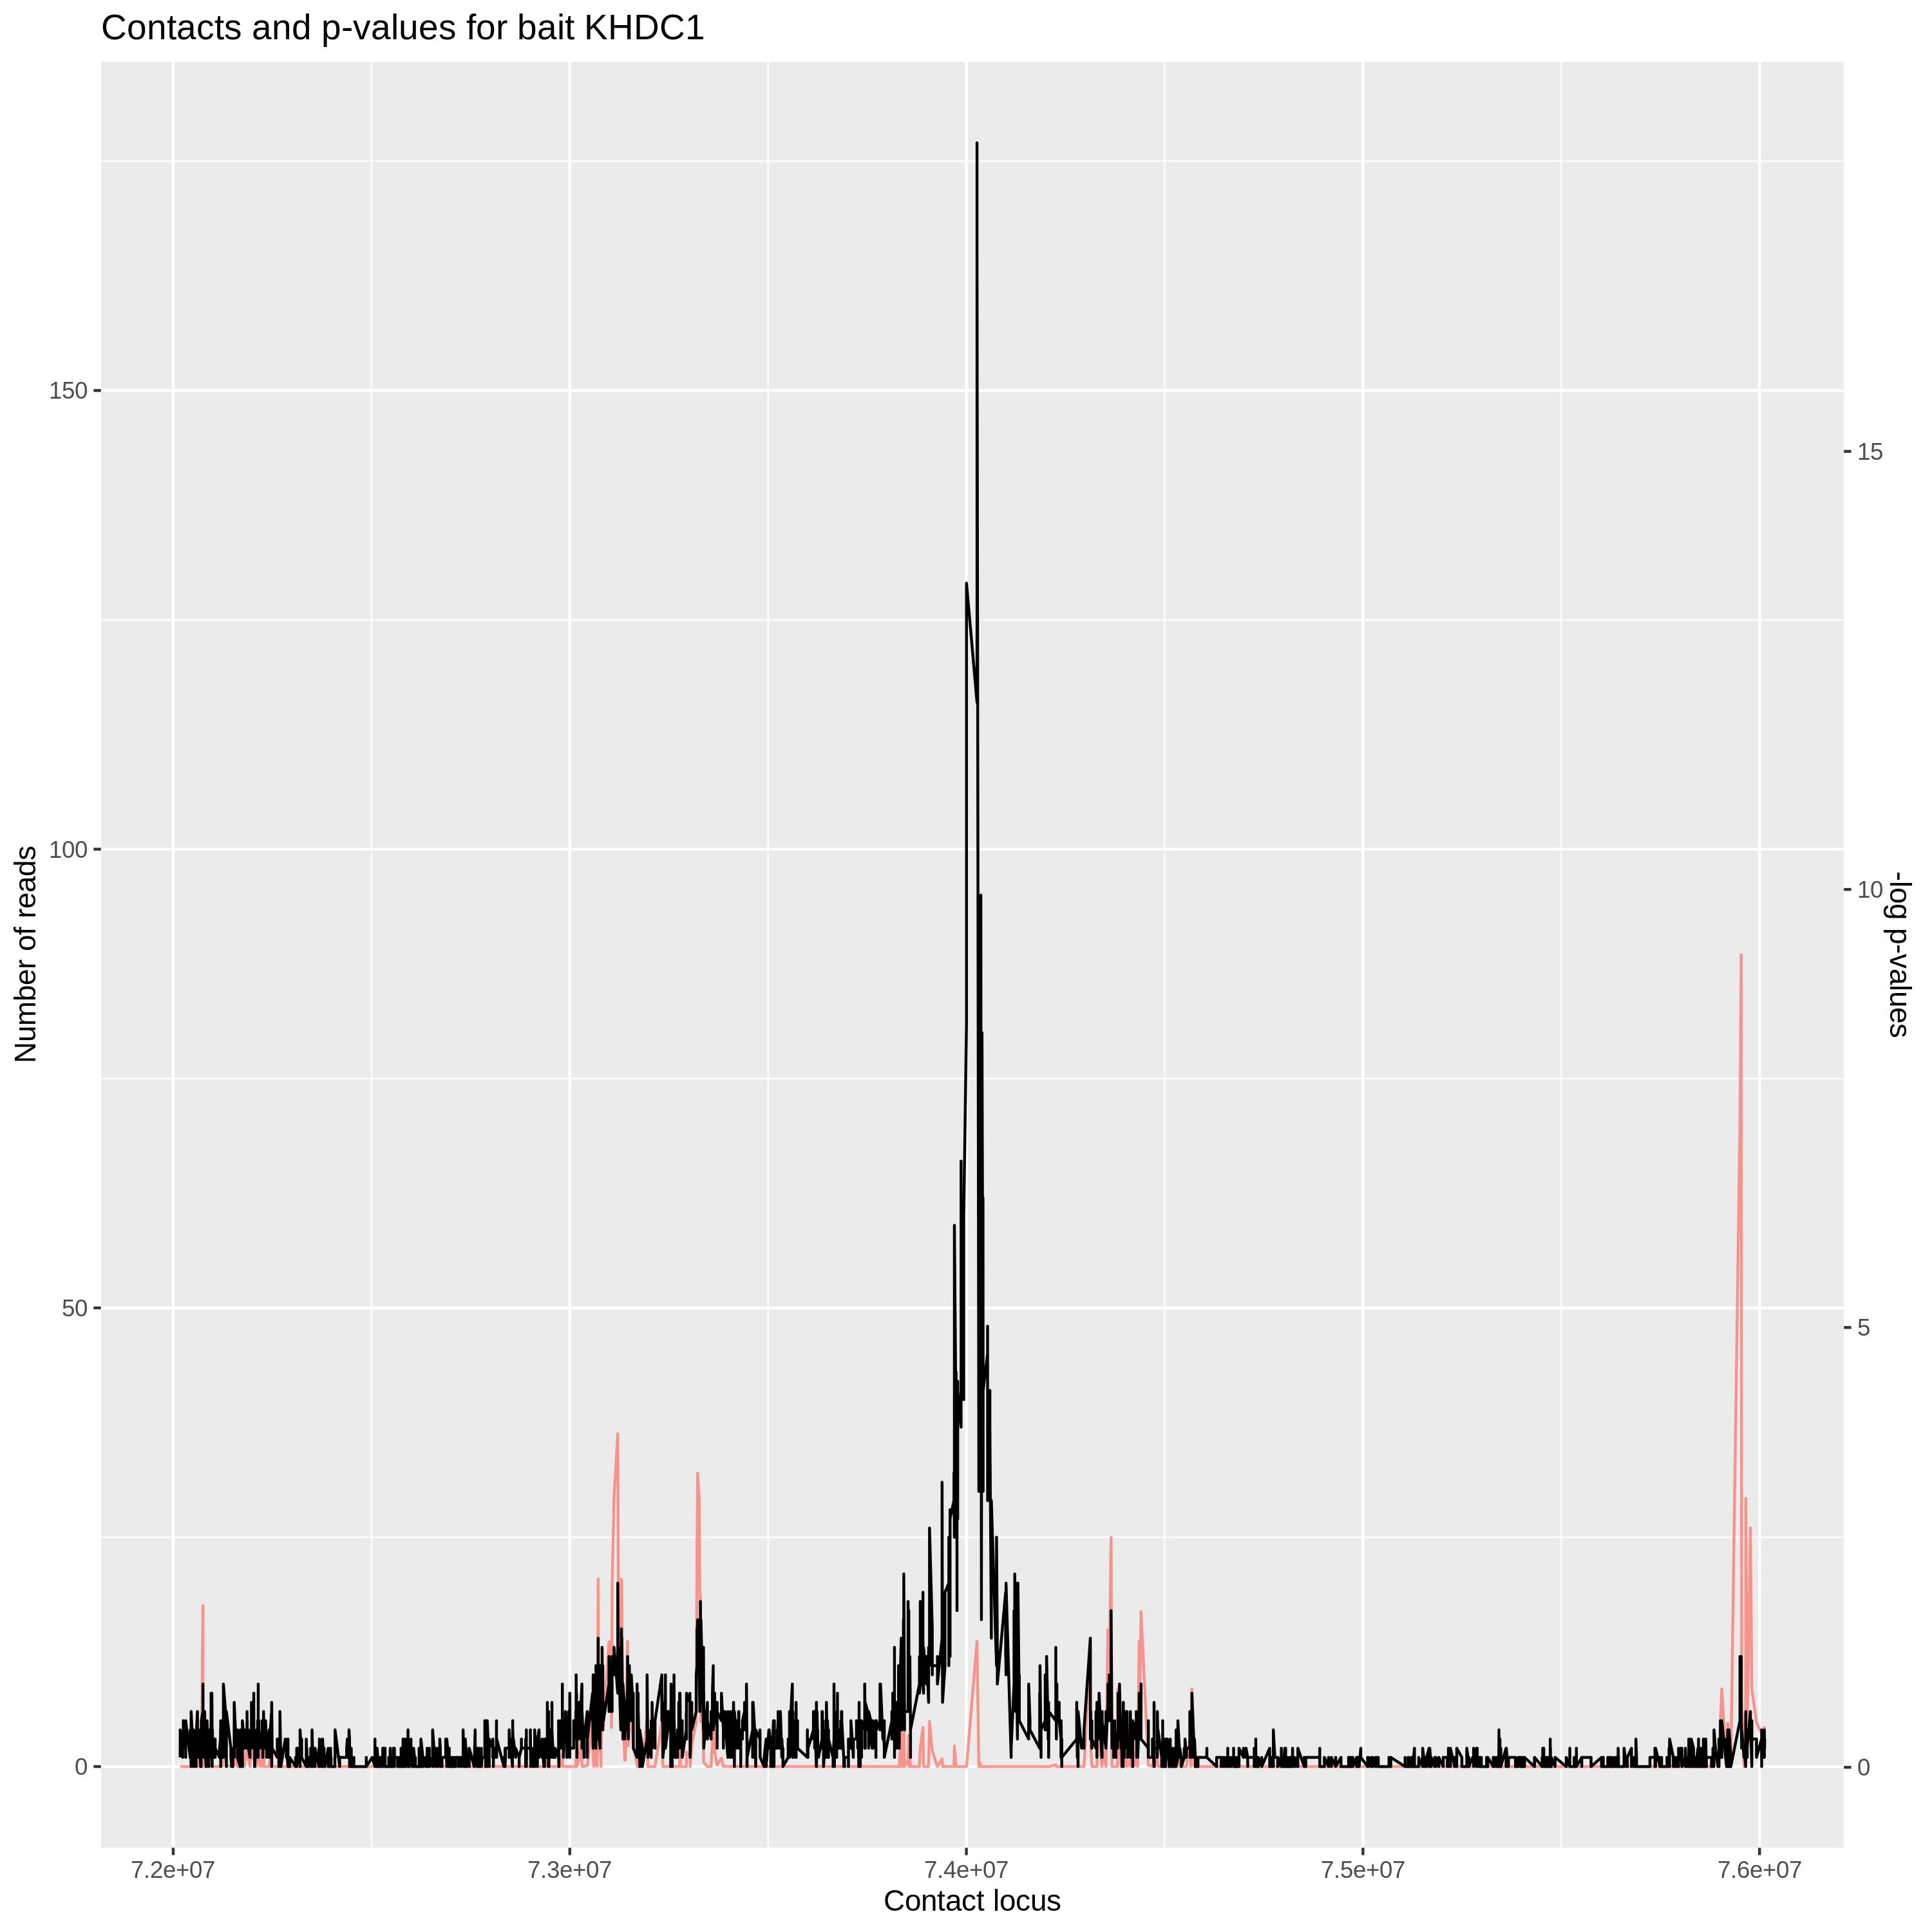 Contacts and p-values for bait KHDC1
150
100
50
0
Number of reads
15
10
5
0
-log p-values
7.2e+07
7.3e+07
7.4e+07
7.5e+07
7.6e+07
Contact locus